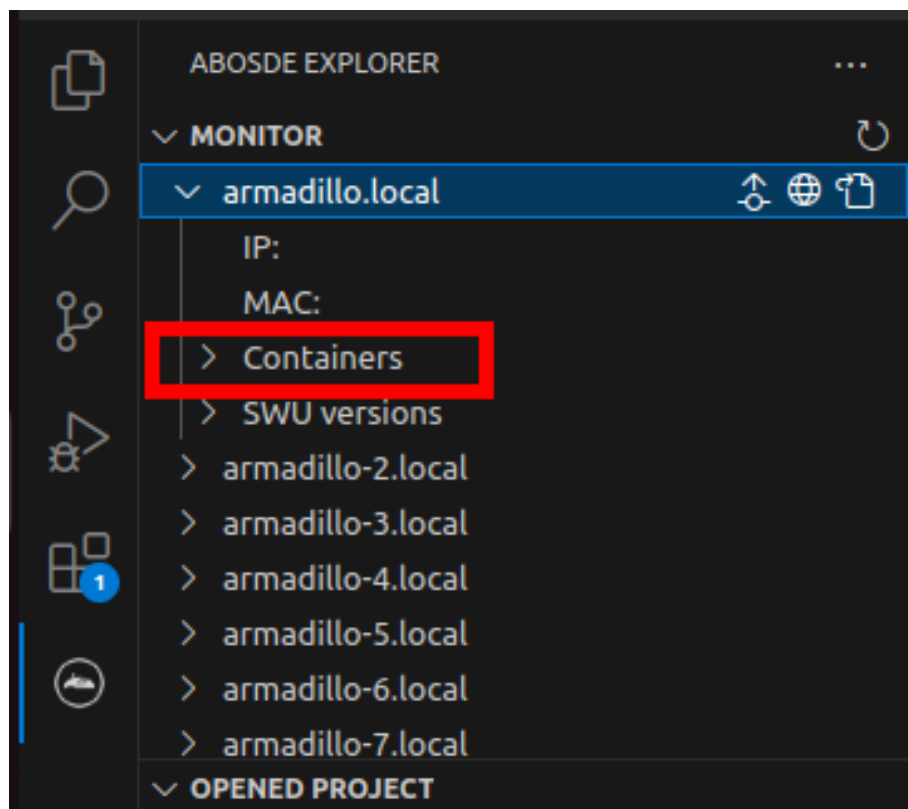 ABOSDE EXPLORER
MONITOR
armadillo.local
IP:
MAC:
Containers
SWU versions
armadillo-2.local
armadillo-3.local
armadillo-4.local
armadillo-5.local
1
armadillo-6.local
armadillo-7.local
OPENED PROJECT